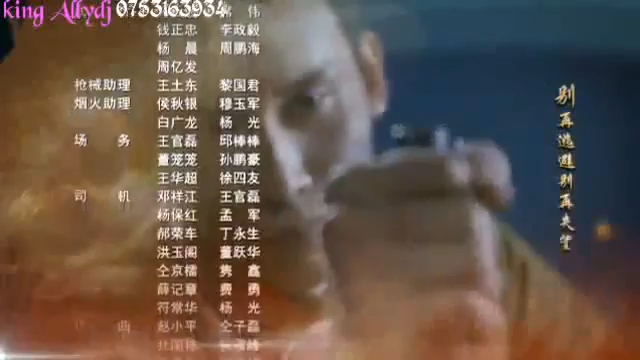 king Allydj 0753163934
钱正忠 李政毅
杨 晨 周鹏海
周亿发
枪械助理 王土东 黎国君
烟火助理 侯秋银 穆玉军
白广龙 杨 光
场 务 王官磊 邱棒棒
董笼笼 孙鹏豪
王华超 徐四友
司 机 邓祥江 王官磊
杨保红 孟 军
郝荣车 丁永生
洪玉阁 董跃华
仝京檽 隽 鑫
薛记章 费 勇
符常华 杨 光
赵小平 仝子磊
别再逃避别再失望